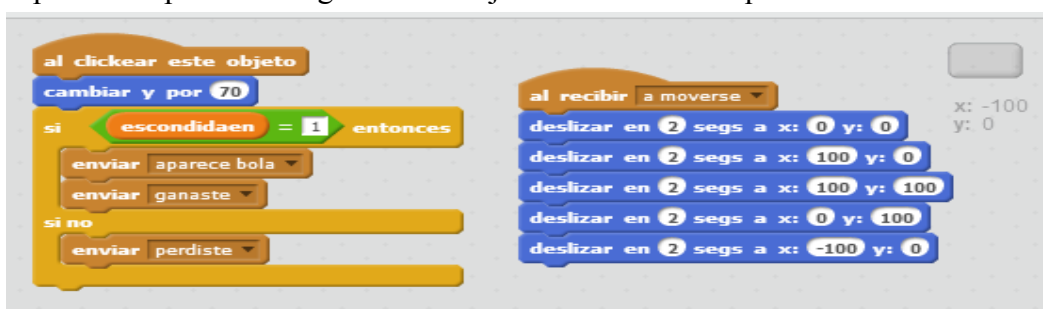 al clickear este objeto
cambiar y por 70
si escondidaen = 1 entonces
enviar aparece bola
enviar ganaste
si no
enviar perdiste
al recibir a moverse
deslizar en 2 segs a x: 0 y: 0
deslizar en 2 segs a x: 100 y: 0
deslizar en 2 segs a x: 100 y: 100
deslizar en 2 segs a x: 0 y: 100
deslizar en 2 segs a x: -100 y: 0
x: -100
y: 0